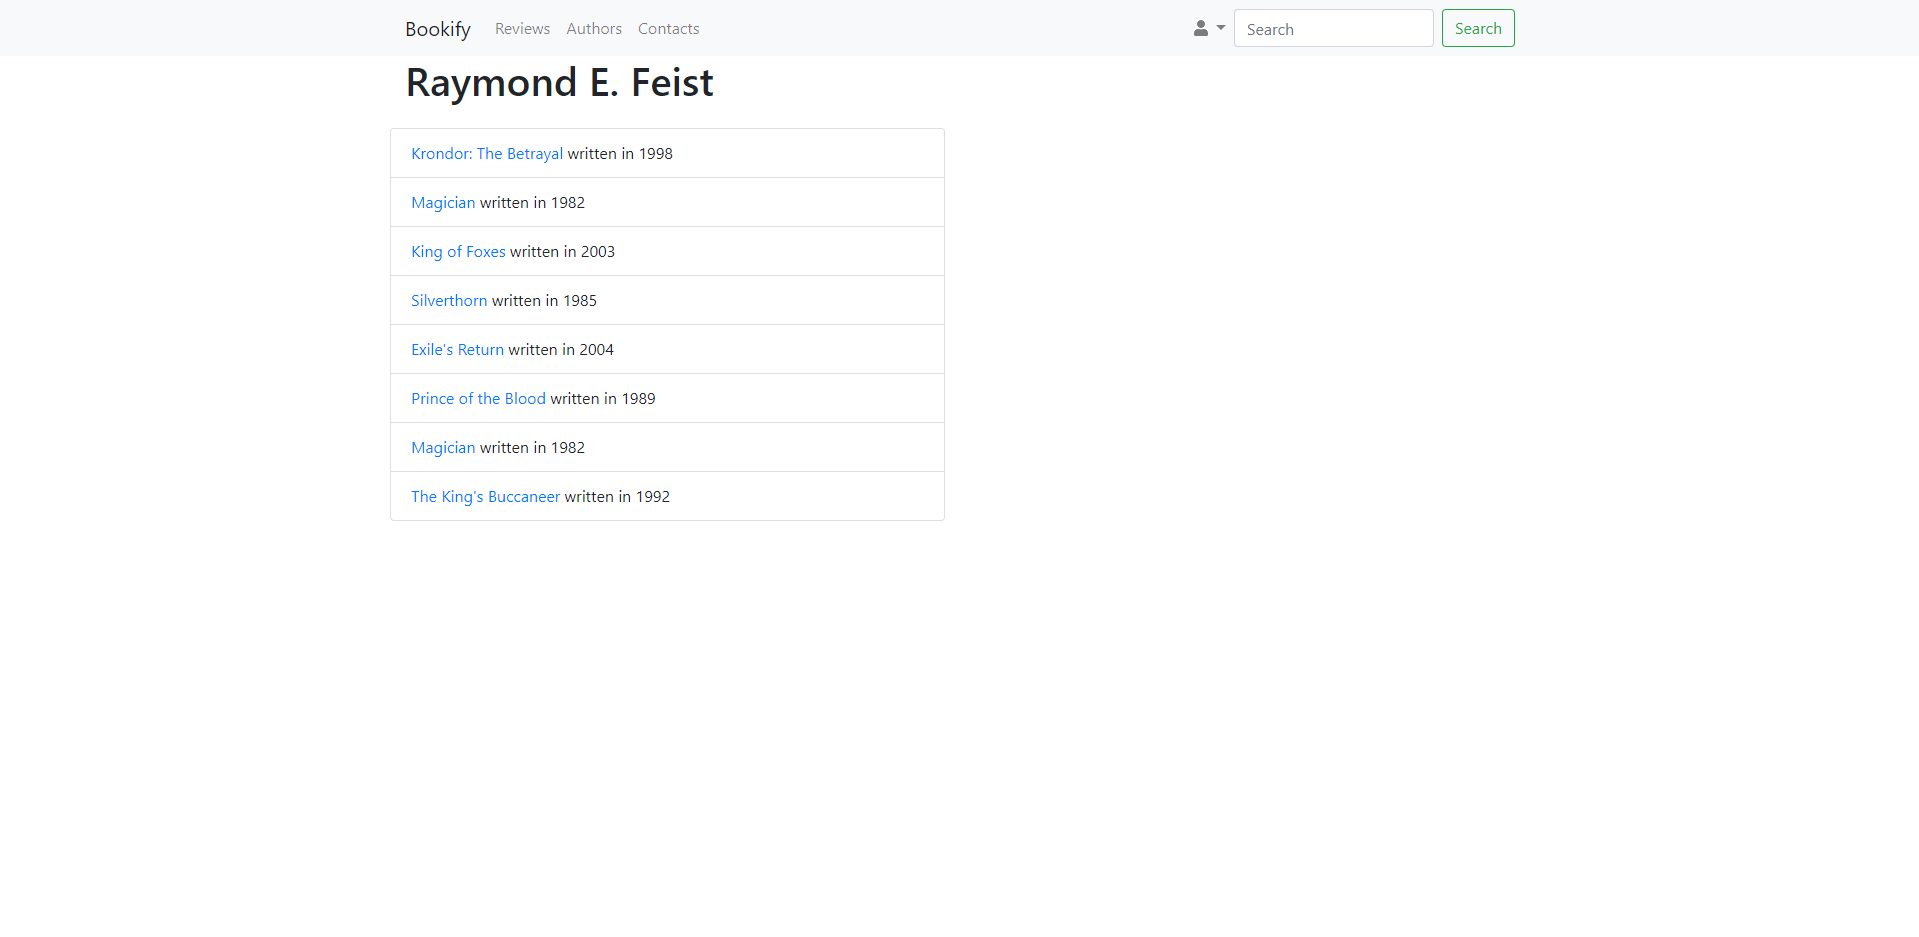 Bookify Reviews Authors Contacts Search Search
Raymond E. Feist
Krondor: The Betrayal written in 1998
Magician written in 1982
King of Foxes written in 2003
Silverthorn written in 1985
Exile's Return written in 2004
Prince of the Blood written in 1989
Magician written in 1982
The King's Buccaneer written in 1992